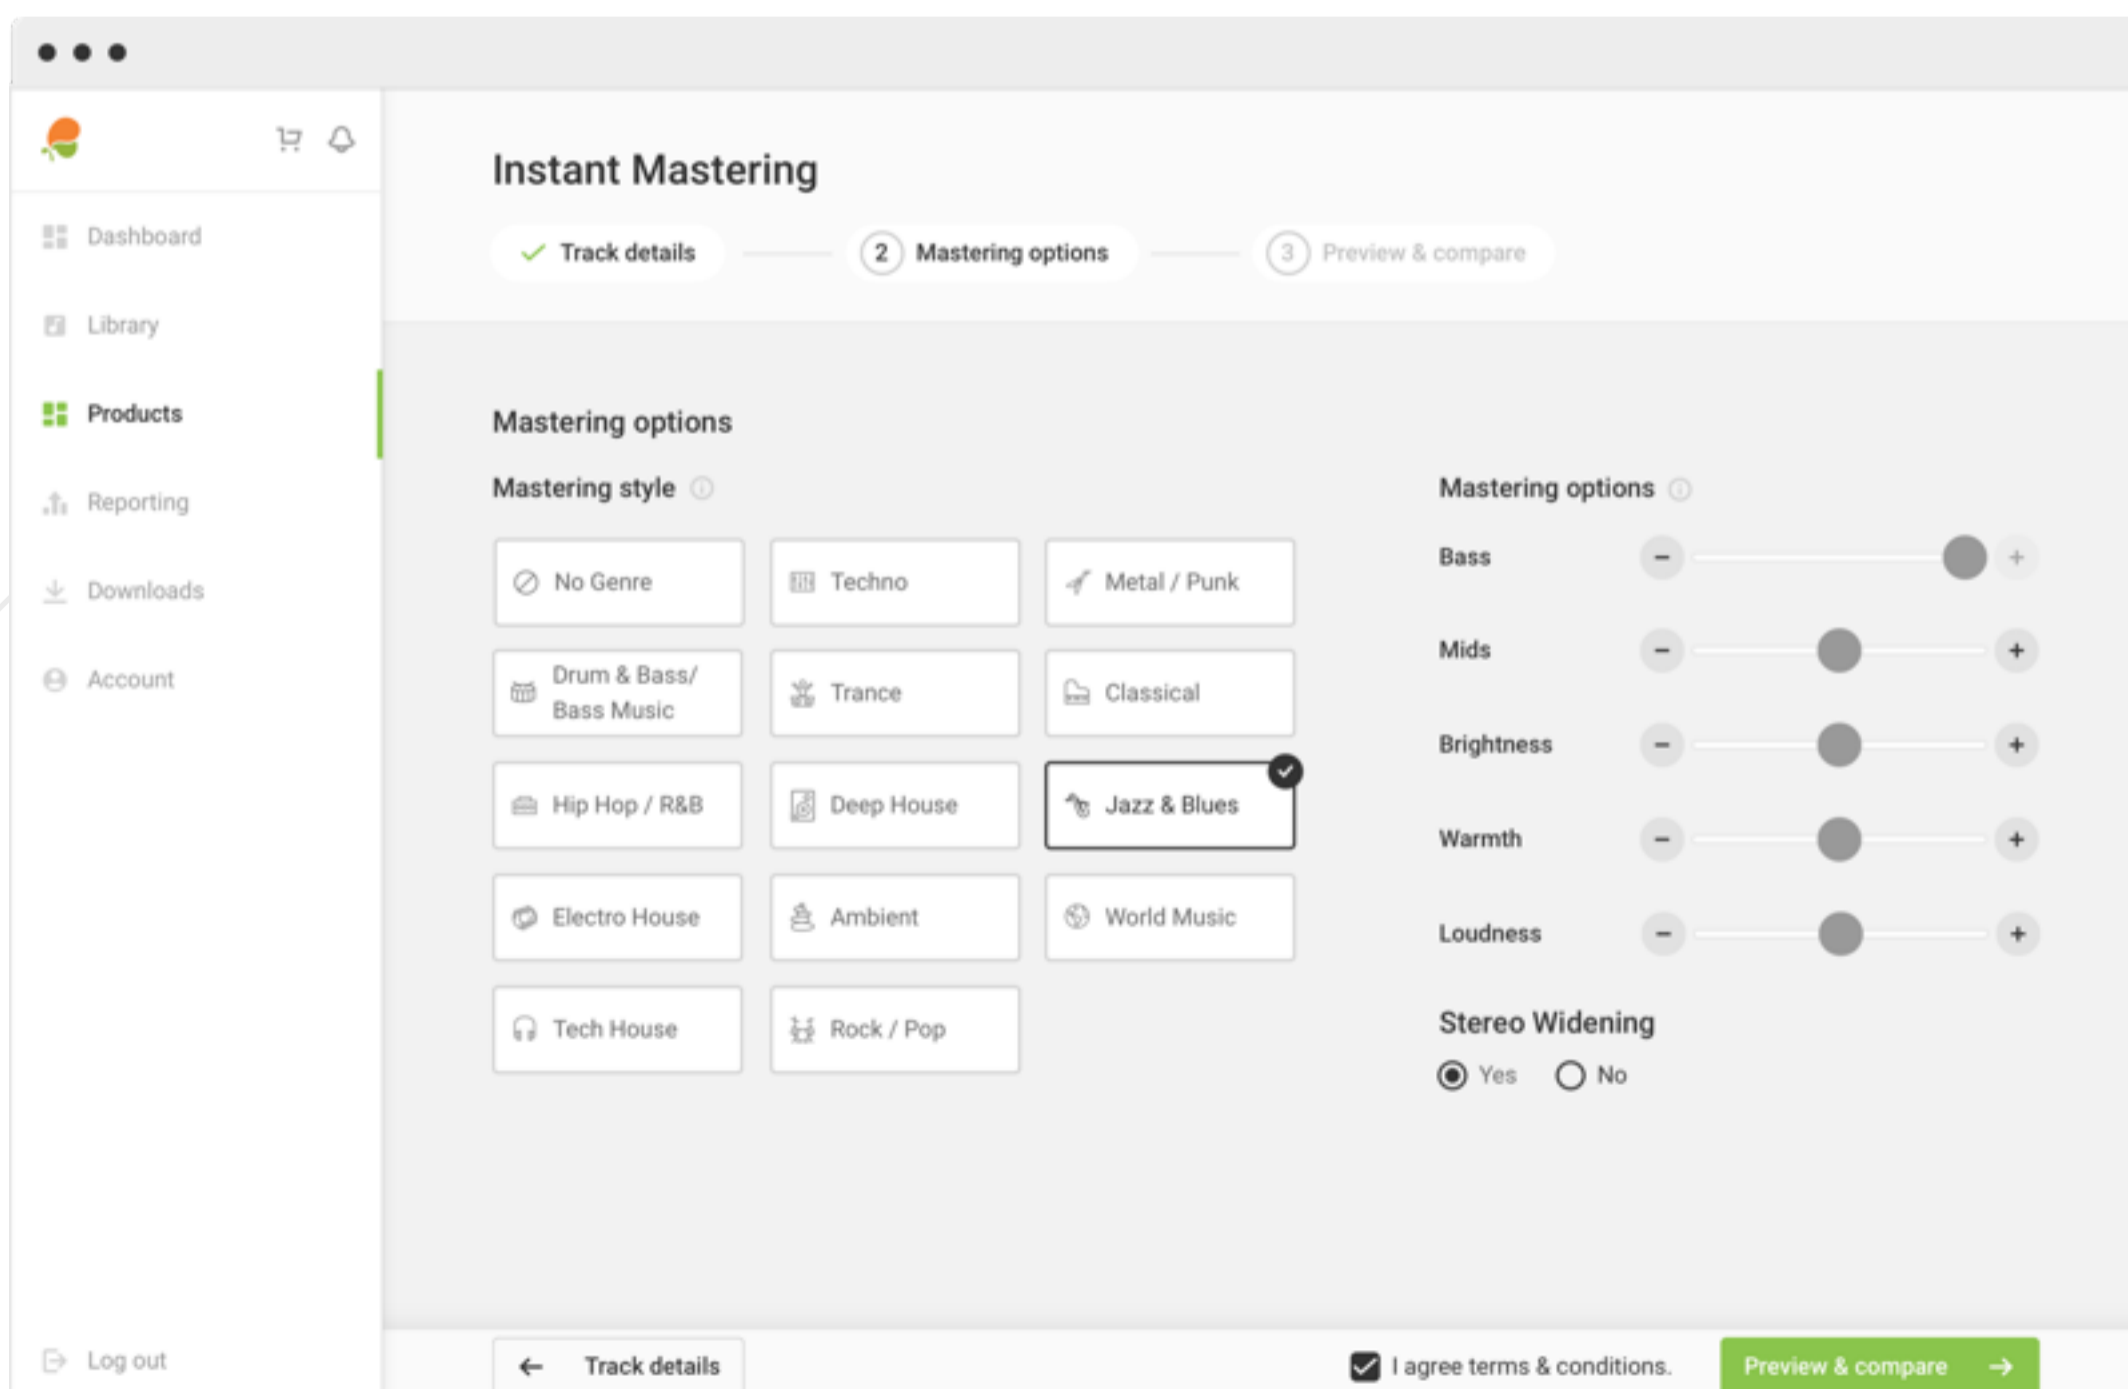 Dashboard
Library
Products
Reporting
Downloads
Account
Log out
Instant Mastering
Track details
2 Mastering options
3 Preview & compare
Mastering options
Mastering style
No Genre
Techno
Metal / Punk
Drum & Bass/
Bass Music
Trance
Classical
Hip Hop / R&B
Deep House
Jazz & Blues
Electro House
Ambient
World Music
Tech House
Rock / Pop
Mastering options
Bass - +
Mids - +
Brightness - +
Warmth - +
Loudness - +
Stereo Widening
Yes No
Track details
I agree terms & conditions.
Preview & compare